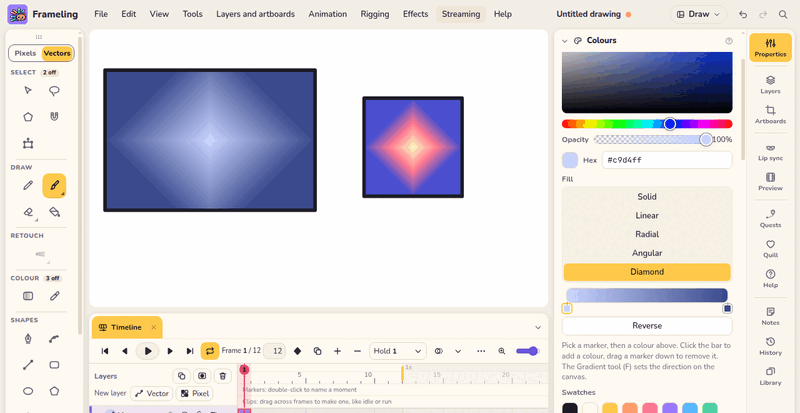 Frameling File Edit View Tools Layers and artboards Animation Rigging Effects Streaming Help Untitled drawing Draw
Pixels Vectors
SELECT 2 off
DRAW
RETOUCH
COLOUR 3 off
SHAPES
Timeline
Frame 1 / 12 12 Hold 1
Layers
1 5 10 1s 15 20
New layer Vector Pixel
Markers: double-click to name a moment
Clips: drag across frames to make one, like idle or run
Colours
Opacity 100%
Hex #c9d4ff
Fill
Solid
Linear
Radial
Angular
Diamond
Reverse
Pick a marker, then a colour above. Click the bar
to add a colour, drag a marker down to remove it.
The Gradient tool (F) sets the direction on the
canvas.
Swatches
Properties
Layers
Artboards
Lip sync
Preview
Quests
Quill
Help
Notes
History
Library